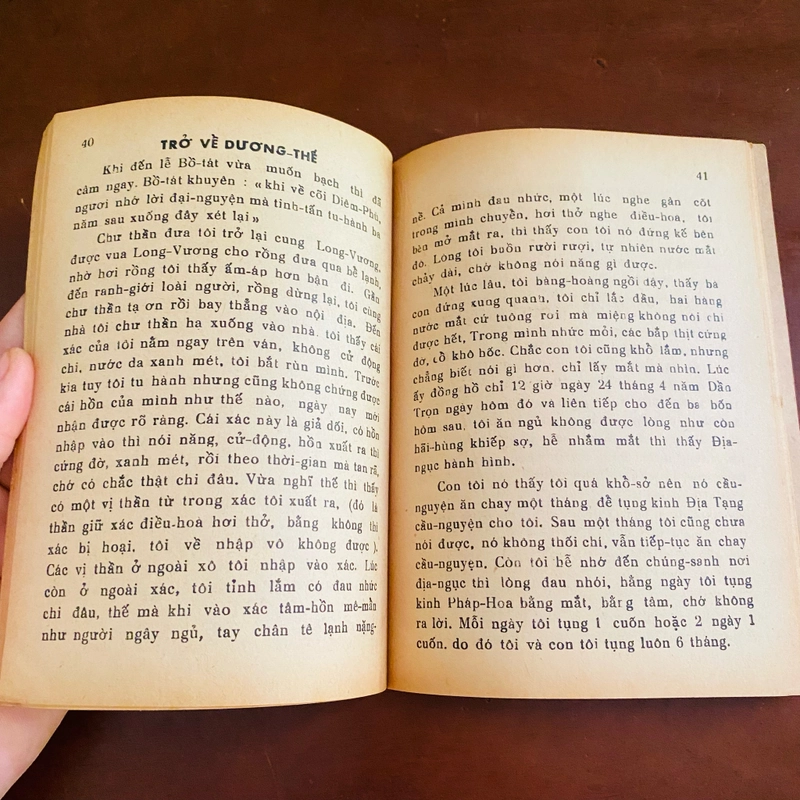 40
TRỞ VỀ DƯƠNG-THẾ
Khi đến lễ Bồ-tát vừa muốn bạch thì đã
cảm ngay. Bồ-tát khuyên : « khi về cõi Diêm-Phù,
ngươi nhớ lời đại-nguyện mà tinh-tấn tu-hành ba
năm sau xuống đây xét lại »
Chư thần đưa tôi trở lại cung Long-Vương,
được vua Long-Vương cho rồng đưa qua bể lạnh,
nhờ hơi rồng tôi thấy ấm-áp hơn bận đi. Gần
đến ranh-giới loài người, rồng dừng lại, tôi cùng
chư thần tạ ơn rồi bay thẳng vào nội địa. Đến
nhà tôi chư thần hạ xuống vào nhà. tôi thấy cái
xác của tôi nằm ngay trên ván, không cử động
chi, nước da xanh mét, tôi bắt rùn mình. Trước
kia tuy tôi tu hành nhưng cũng không chứng được
cái hồn của mình như thế nào, ngày nay mới
nhận được rõ ràng. Cái xác này là giả dối, có hồn
nhập vào thì nói năng, cử-động, hồn xuất ra thì
cứng đờ, xanh mét, rồi theo thời-gian mà tan rã,
chớ có chắc thật chi đâu. Vừa nghĩ thế thì thấy
có một vị thần từ trong xác tôi xuất ra, (đó là
thần giữ xác điều-hoà hơi thở, bằng không thì
xác bị hoại, tôi về nhập vô không được ).
Các vị thần ở ngoài xô tôi nhập vào xác. Lúc
còn ở ngoài xác, tôi tỉnh lắm có đau nhức
chi đâu, thế mà khi vào xác tâm-hồn mê-mẫn
như người ngây ngủ, tay chân tê lạnh nặng-
41
nề. Cả mình đau nhức, một lúc nghe gân cốt
trong mình chuyền, hơi thở nghe điều-hoa, tôi
bèn mở mắt ra, thì thấy con tôi nó đứng kế bên
đó. Lòng tôi buồn rười rượi, tự nhiên nước mắt
chảy dài, chớ không nói năng gì được.
Một lúc lâu, tôi bàng-hoàng ngồi dậy, thấy bà
con đứng xung quanh, tôi chỉ lắc đầu, hai hàng
nước mắt cứ tuông rơi mà miệng không nói chi
được hết, Trong mình nhức mỏi, các bắp thịt cứng
đơ, cổ khô hốc. Chắc con tôi cũng khổ lắm, nhưng
chẳng biết nói gì hơn. chỉ lấy mắt mà nhìn. Lúc
ấy đồng hồ chỉ 12 giờ ngày 24 tháng 4 năm Dần
Trọn ngày hôm đó và liên tiếp cho đến ba bốn
hôm sau, tôi ăn ngủ không được lòng như còn
hãi-hùng khiếp sợ, hễ nhắm mắt thì thấy Địa-
ngục hành hình.
Con tôi nó thấy tôi quá khổ-sở nên nó cầu-
nguyện ăn chay một tháng để tụng kinh Địa Tạng
cầu-nguyện cho tôi. Sau một tháng tôi cũng chưa
nói được, nó không thối chí, vẫn tiếp-tục ăn chay
cầu-nguyện. Còn tôi hễ nhớ đến chúng-sanh nơi
địa-ngục thì lòng đau nhói, hằng ngày tôi tụng
kinh Pháp-Hoa bằng mắt, bằng tâm, chớ không
ra lời. Mỗi ngày tôi tụng 1 cuốn hoặc 2 ngày 1
cuốn. do đó tôi và con tôi tụng luôn 6 tháng.